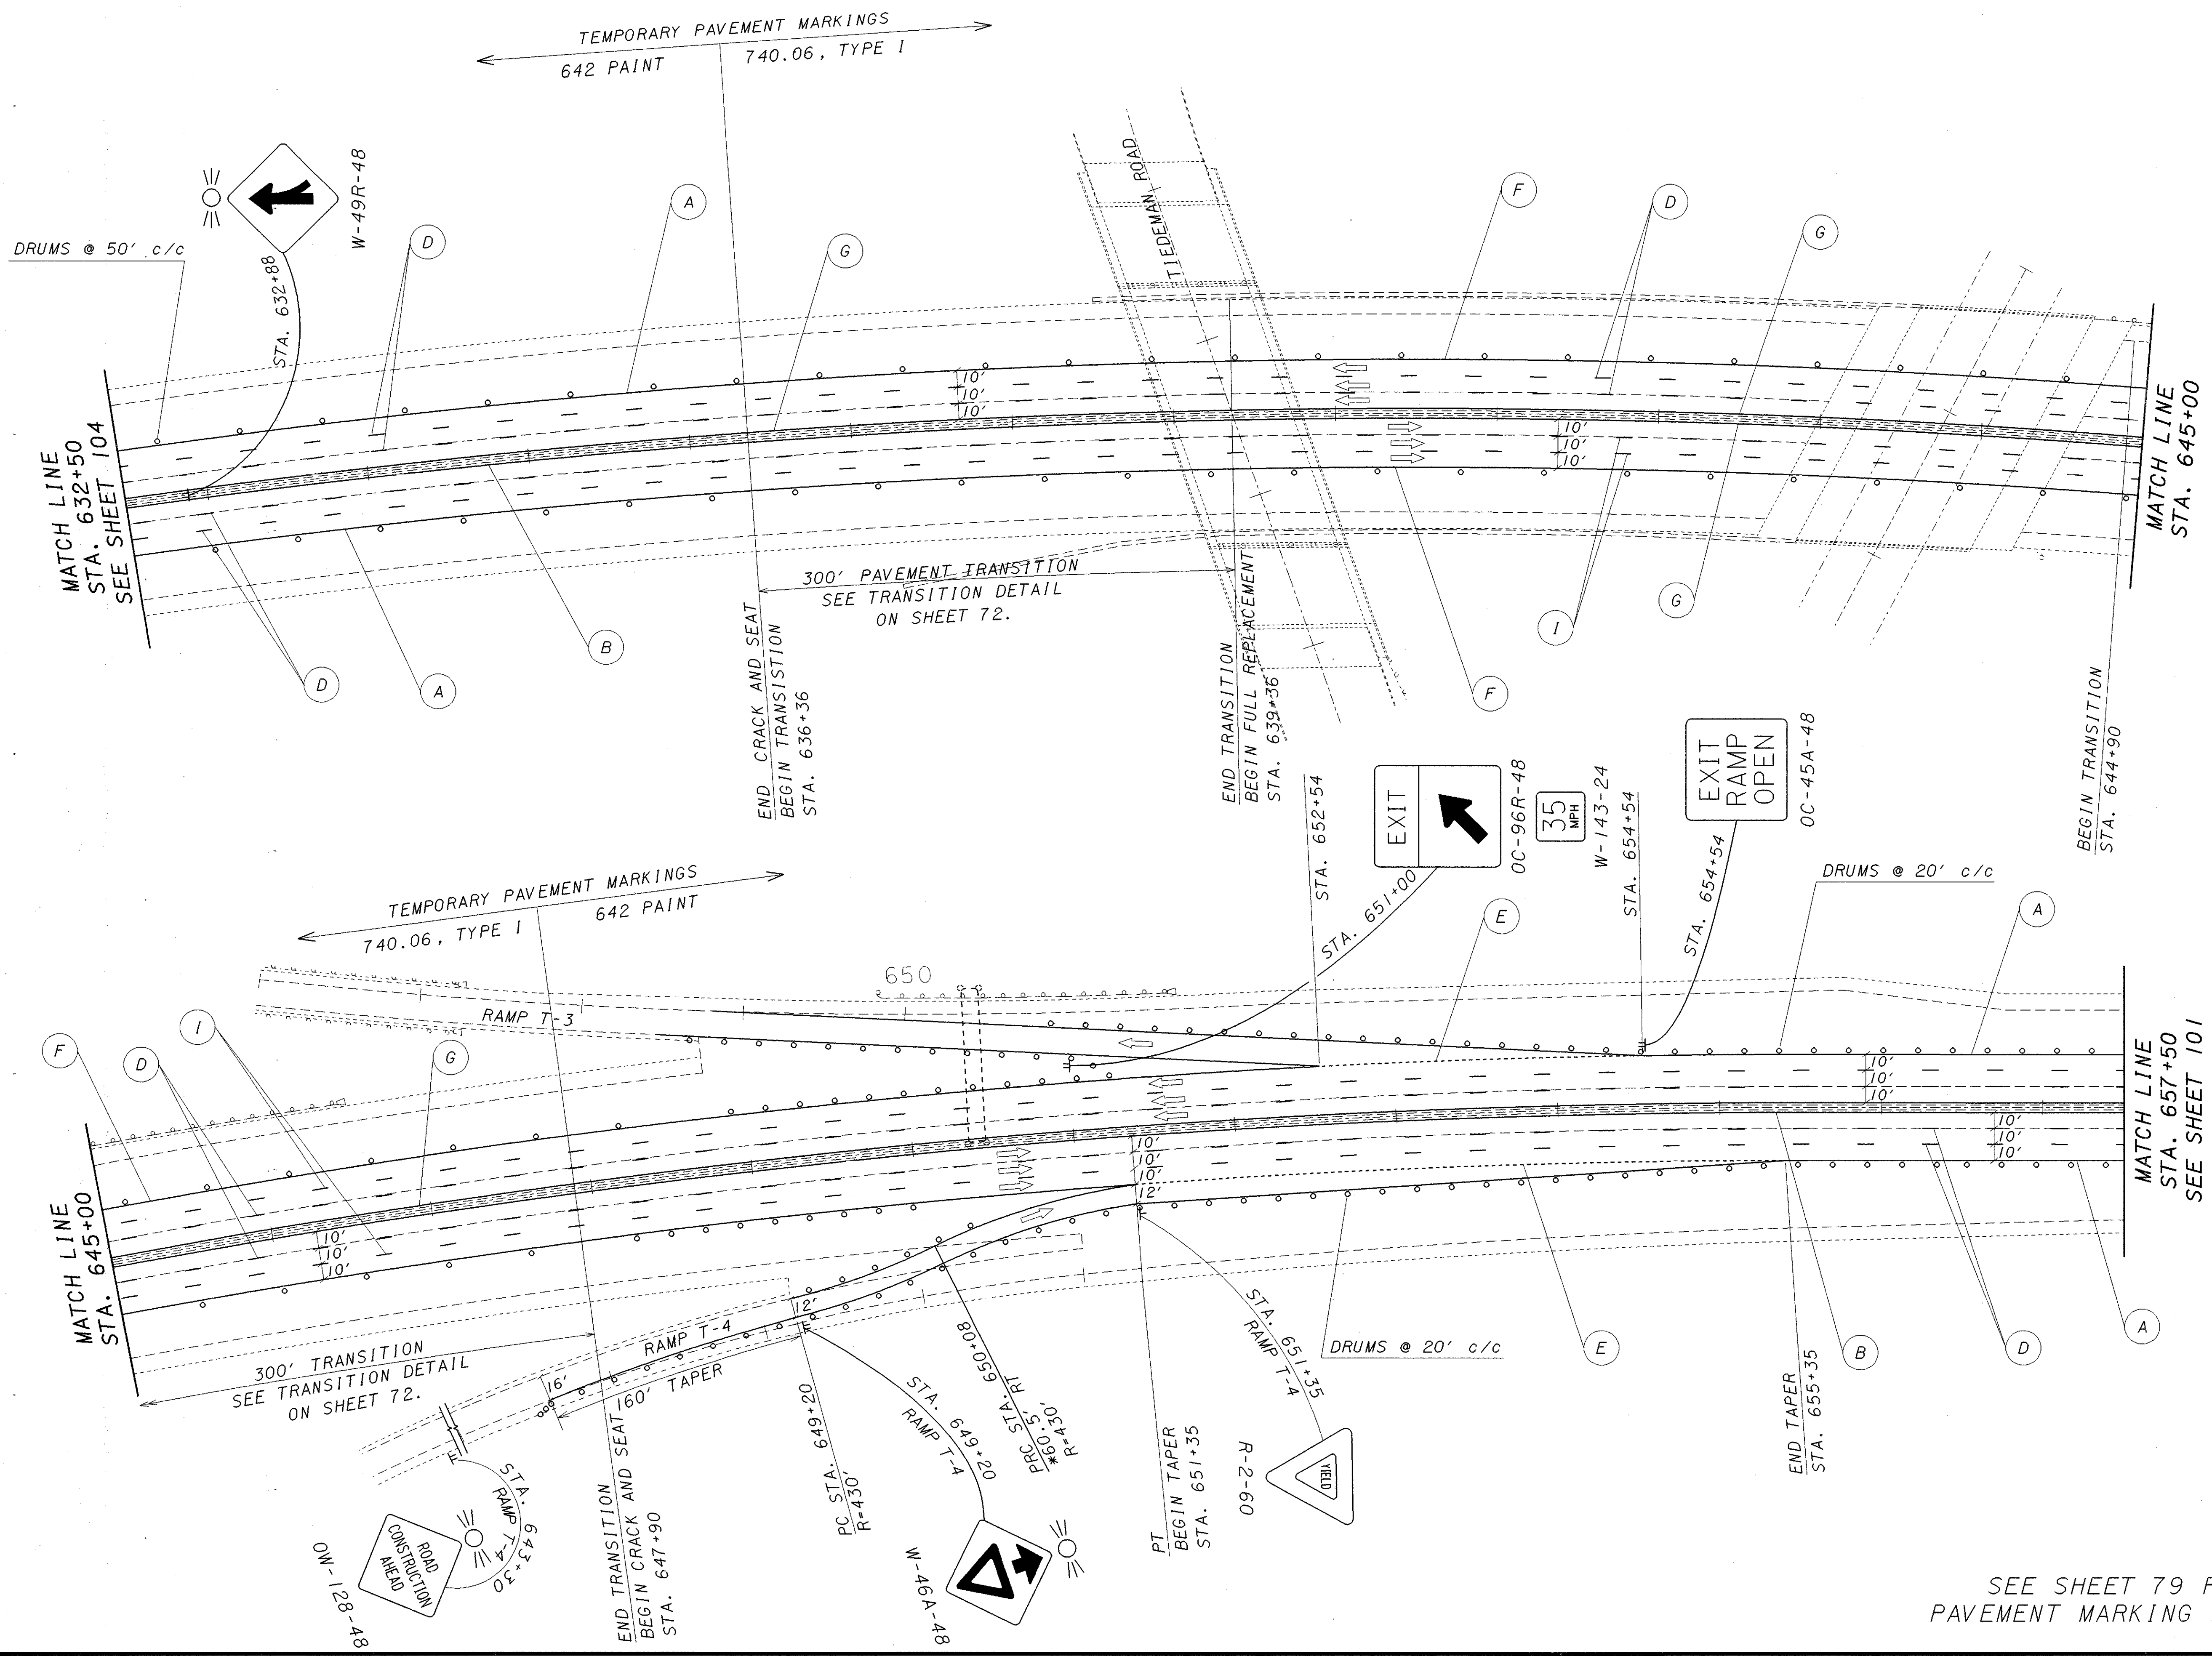 TEMPORARY PAVEMENT MARKINGS
642 PAINT
740.06, TYPE I
DRUMS @ 50' c/c
W-49R-48
STA. 632+88
D
A
G
TIEDEMAN ROAD
F
D
G
MATCH LINE
STA. 632+50
SEE SHEET 104
10'
10'
10'
10'
10'
10'
MATCH LINE
STA. 645+00
D
A
B
300' PAVEMENT TRANSITION
SEE TRANSITION DETAIL
ON SHEET 72.
END CRACK AND SEAT
BEGIN TRANSISTION
STA. 636+36
END TRANSITION
BEGIN FULL REPLACEMENT
STA. 639+36
F
I
G
BEGIN TRANSITION
STA. 644+90
TEMPORARY PAVEMENT MARKINGS
740.06, TYPE I
642 PAINT
STA. 652+54
EXIT
OC-96R-48
35
MPH
W-143-24
STA. 651+00
STA. 654+54
EXIT
RAMP
OPEN
OC-45A-48
STA. 654+54
E
DRUMS @ 20' c/c
A
650
RAMP T-3
F
D
I
G
MATCH LINE
STA. 645+00
10'
10'
10'
10'
10'
10'
12'
10'
10'
10'
10'
10'
10'
MATCH LINE
STA. 657+50
SEE SHEET 101
300' TRANSITION
SEE TRANSITION DETAIL
ON SHEET 72.
RAMP T-4
12'
16'
160' TAPER
STA. 643+30
RAMP T-4
ROAD
CONSTRUCTION
AHEAD
OW-128-48
END TRANSITION
BEGIN CRACK AND SEAT
STA. 647+90
PC STA. 649+20
R=430'
STA. 649+20
RAMP T-4
W-46A-48
PRC STA. 650+08
*60.5' RT
R=430'
PT
BEGIN TAPER
STA. 651+35
STA. 651+35
RAMP T-4
R-2-60
YIELD
DRUMS @ 20' c/c
E
END TAPER
STA. 655+35
B
D
A
SEE SHEET 79 F
PAVEMENT MARKING